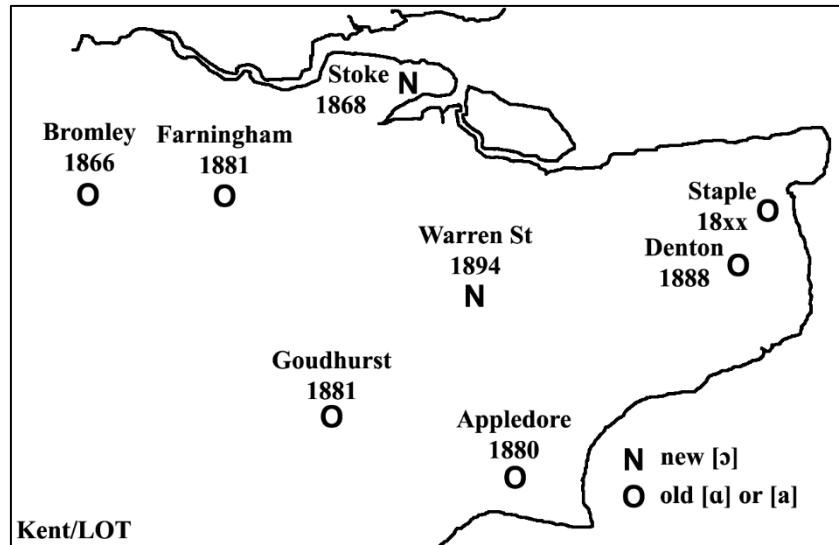 Stoke
N
1868
Bromley
1866
O
Farningham
1881
O
Staple
18xx
O
Warren St
1894
N
Denton
1888
O
Goudhurst
1881
O
Appledore
1880
O
N new [ɔ]
O old [ɑ] or [a]
Kent/LOT